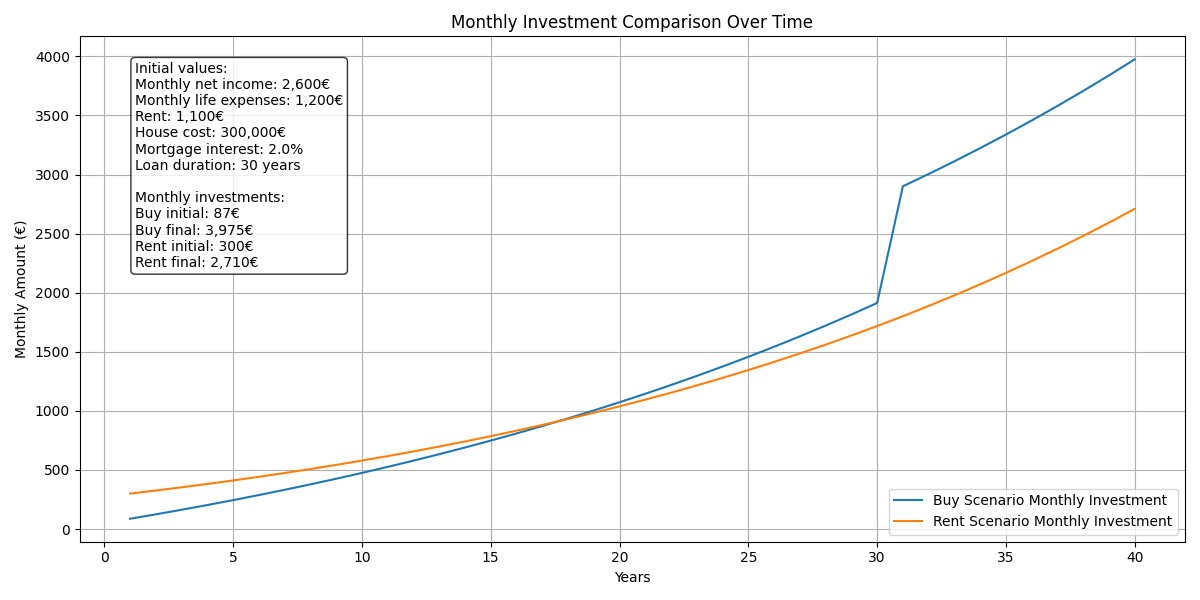 Monthly Investment Comparison Over Time
Monthly Amount (€)
4000
3500
3000
2500
2000
1500
1000
500
0
Initial values:
Monthly net income: 2,600€
Monthly life expenses: 1,200€
Rent: 1,100€
House cost: 300,000€
Mortgage interest: 2.0%
Loan duration: 30 years
Monthly investments:
Buy initial: 87€
Buy final: 3,975€
Rent initial: 300€
Rent final: 2,710€
Buy Scenario Monthly Investment
Rent Scenario Monthly Investment
0 5 10 15 20 25 30 35 40
Years